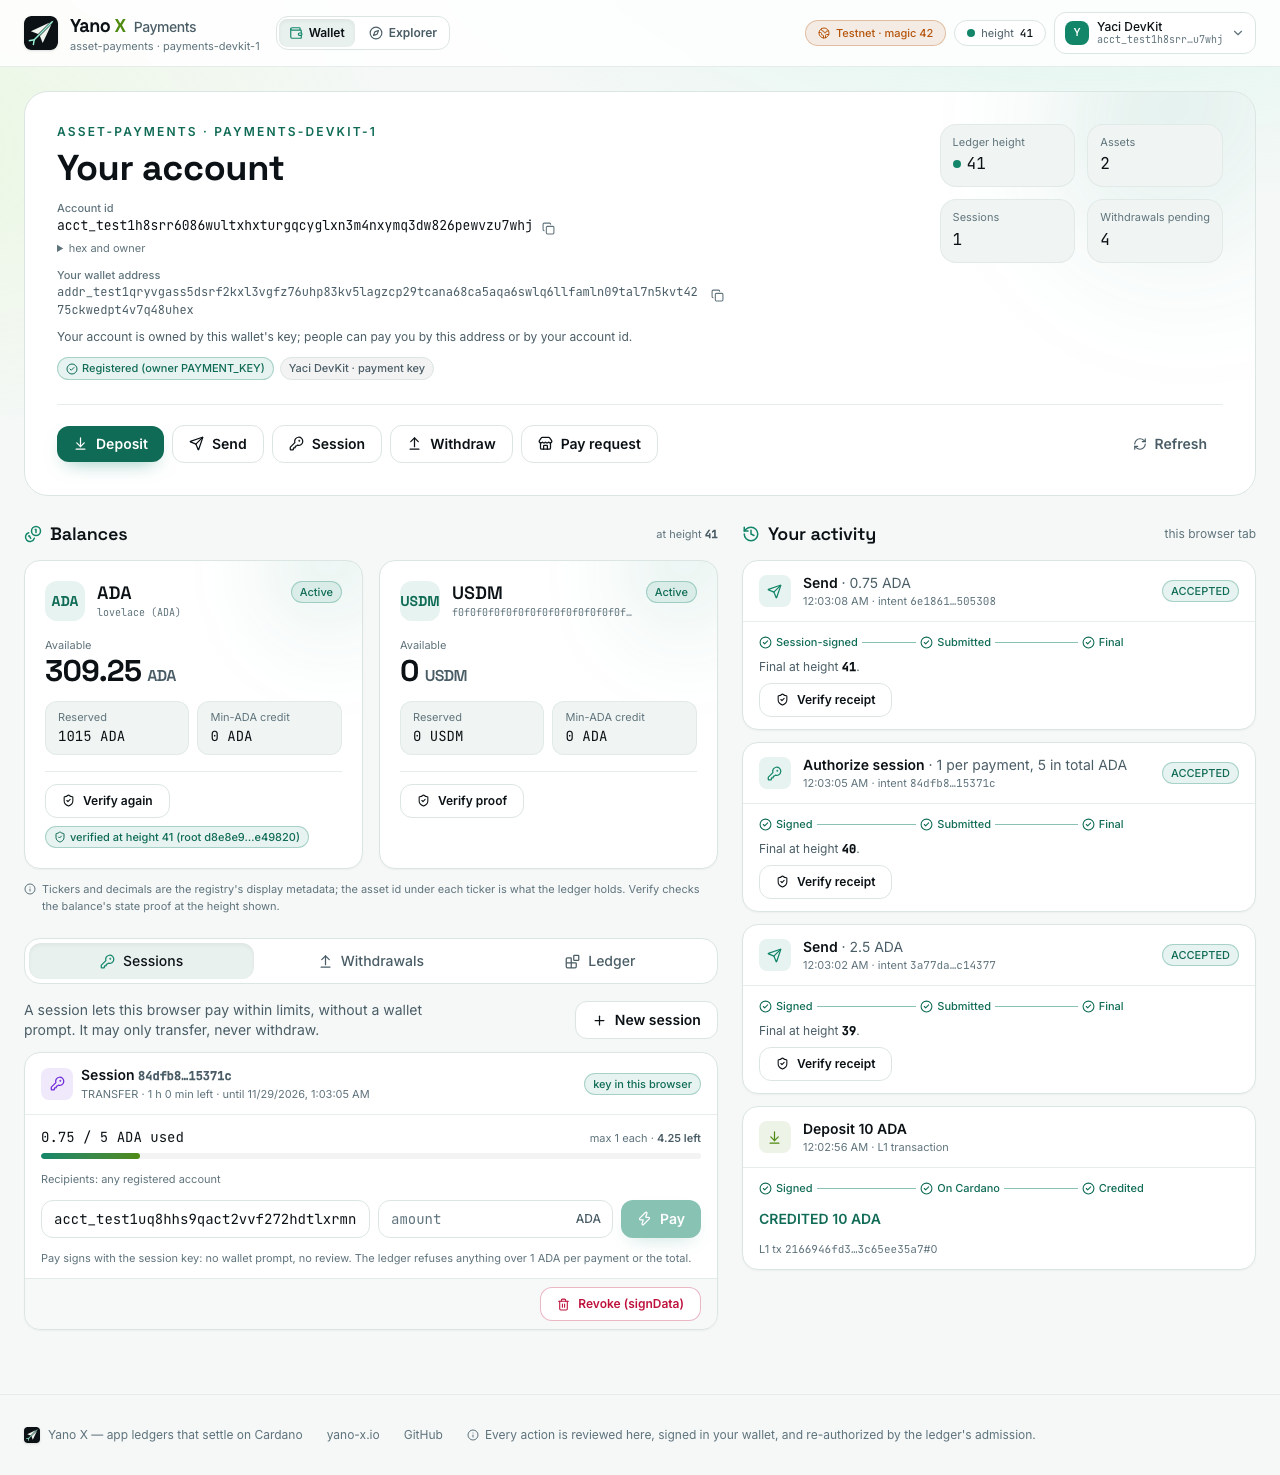 Yano X Payments
asset-payments · payments-devkit-1
Wallet
Explorer
Testnet · magic 42
height 41
Y
Yaci DevKit
acct_test1h8srr…u7whj
ASSET-PAYMENTS · PAYMENTS-DEVKIT-1
Your account
Account id
acct_test1h8srr6086wultxhxturgqcyglxn3m4nxymq3dw826pewvzu7whj
hex and owner
Your wallet address
addr_test1qryvgass5dsrf2kxl3vgfz76uhp83kv5lagzcp29tcana68ca5aqa6swlq6llfamln09tal7n5kvt42
75ckwedpt4v7q48uhex
Your account is owned by this wallet's key; people can pay you by this address or by your account id.
Registered (owner PAYMENT_KEY)
Yaci DevKit · payment key
Ledger height
41
Assets
2
Sessions
1
Withdrawals pending
4
Deposit
Send
Session
Withdraw
Pay request
Refresh
Balances
at height 41
ADA
ADA
lovelace (ADA)
Active
Available
309.25 ADA
Reserved
1015 ADA
Min-ADA credit
0 ADA
Verify again
verified at height 41 (root d8e8e9…e49820)
USDM
USDM
f0f0f0f0f0f0f0f0f0f0f0f0f0f0f…
Active
Available
0 USDM
Reserved
0 USDM
Min-ADA credit
0 ADA
Verify proof
Tickers and decimals are the registry's display metadata; the asset id under each ticker is what the ledger holds. Verify checks
the balance's state proof at the height shown.
Sessions
Withdrawals
Ledger
A session lets this browser pay within limits, without a wallet
prompt. It may only transfer, never withdraw.
New session
Session 84dfb8…15371c
TRANSFER · 1 h 0 min left · until 11/29/2026, 1:03:05 AM
key in this browser
0.75 / 5 ADA used
max 1 each · 4.25 left
Recipients: any registered account
acct_test1uq8hhs9qact2vvf272hdtlxrmn
amount
ADA
Pay
Pay signs with the session key: no wallet prompt, no review. The ledger refuses anything over 1 ADA per payment or the total.
Revoke (signData)
Your activity
this browser tab
Send · 0.75 ADA
12:03:08 AM · intent 6e1861…505308
ACCEPTED
Session-signed
Submitted
Final
Final at height 41.
Verify receipt
Authorize session · 1 per payment, 5 in total ADA
12:03:05 AM · intent 84dfb8…15371c
ACCEPTED
Signed
Submitted
Final
Final at height 40.
Verify receipt
Send · 2.5 ADA
12:03:02 AM · intent 3a77da…c14377
ACCEPTED
Signed
Submitted
Final
Final at height 39.
Verify receipt
Deposit 10 ADA
12:02:56 AM · L1 transaction
Signed
On Cardano
Credited
CREDITED 10 ADA
L1 tx 2166946fd3…3c65ee35a7#0
Yano X — app ledgers that settle on Cardano
yano-x.io
GitHub
Every action is reviewed here, signed in your wallet, and re-authorized by the ledger's admission.